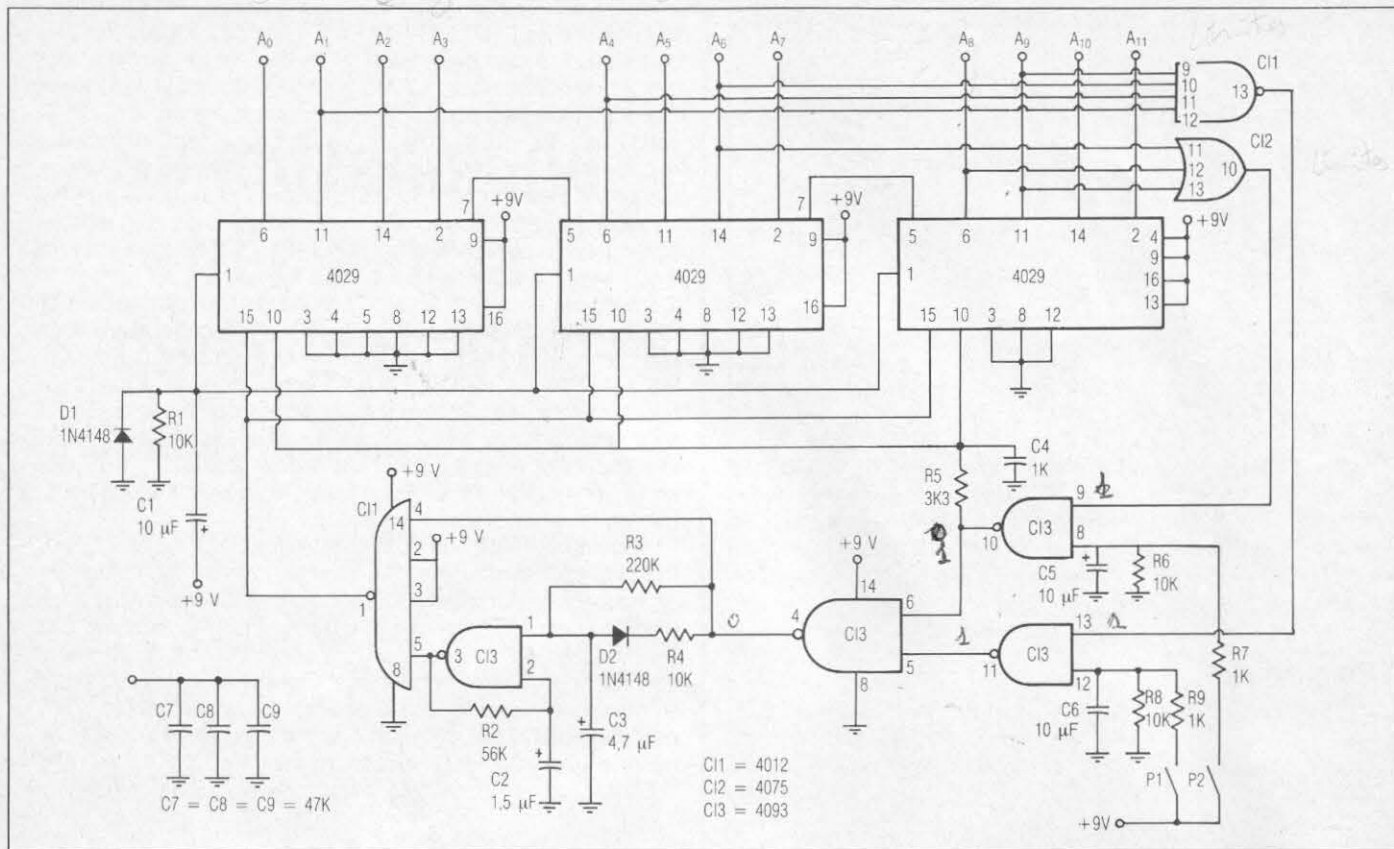 A0 A1 A2 A3 A4 A5 A6 A7 A8 A9 A10 A11
CI1
9
10
11
12
13
CI2
11
12
13
10
7 +9V 7 +9V +9V
6 11 14 2 9 5 6 11 14 2 9 5 6 11 14 2 4
9
1 4029 1 4029 1 4029
16
13
15 10 3 4 5 8 12 13 16 15 10 3 4 8 12 13 16 15 10 3 8 12
D1
1N4148
R1
10K
C1
10 µF
+9 V
+9 V
CI1
14 4
2 +9 V
3
1
5
8
R3
220K
3 CI3 1
2
D2
1N4148
R4
10K
R2
56K
C2
1,5 µF
C3
4,7 µF
0
+9 V
14
4 CI3 6
5
8
1
C4
1K
R5
3K3
10 CI3 9
8
C5
10 µF
R6
10K
11 CI3 13
12
C6
10 µF
R8
10K
R9
1K
R7
1K
P1 P2
+9V
C7 C8 C9
C7 = C8 = C9 = 47K
CI1 = 4012
CI2 = 4075
CI3 = 4093